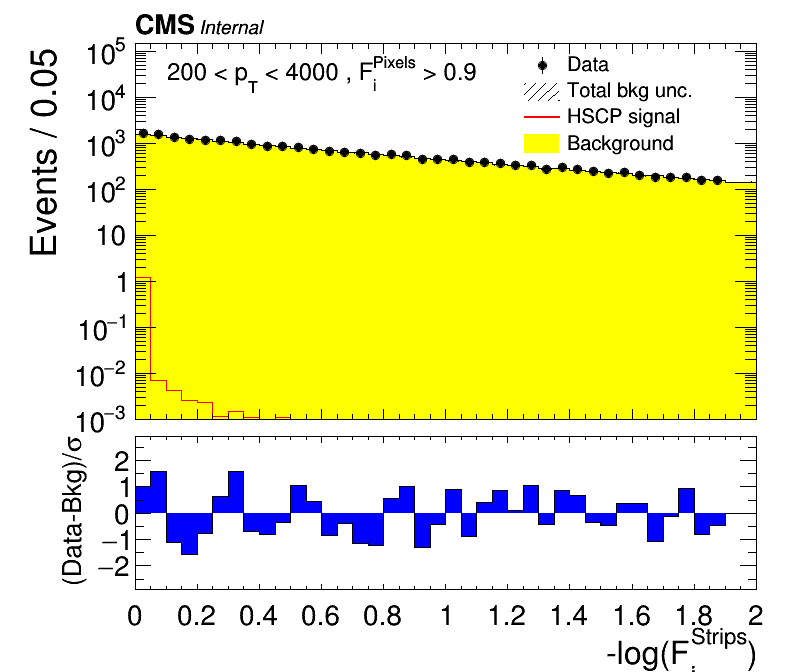 CMS Internal
200 < p_T < 4000 , F_i^Pixels > 0.9
Data
Total bkg unc.
HSCP signal
Background
Events / 0.05
10^5
10^4
10^3
10^2
10
1
10^−1
10^−2
10^−3
(Data-Bkg)/σ
2
1
0
−1
−2
0 0.2 0.4 0.6 0.8 1 1.2 1.4 1.6 1.8 2
-log(F_i^Strips)